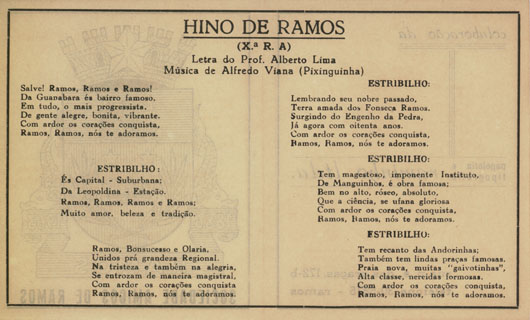 HINO DE RAMOS
(X.ª R. A)
Letra do Prof. Alberto Lima
Música de Alfredo Viana (Pixinguinha)
Salve! Ramos, Ramos e Ramos!
Da Guanabara és bairro famoso.
Em tudo, o mais progressista.
De gente alegre, bonita, vibrante.
Com ardor os corações conquista,
Ramos, Ramos, nós te adoramos.
ESTRIBILHO:
És Capital - Suburbana;
Da Leopoldina - Estação.
Ramos, Ramos, Ramos e Ramos;
Muito amor, beleza e tradição.
Ramos, Bonsucesso e Olaria.
Unidos prá grandeza Regional.
Na tristeza e também na alegria,
Se entrozam de maneira magistral,
Com ardor os corações conquista
Ramos, Ramos, nós te adoramos.
ESTRIBILHO:
Lembrando seu nobre passado,
Terra amada dos Fonseca Ramos.
Surgindo do Engenho da Pedra,
Já agora com oitenta anos.
Com ardor os corações conquista,
Ramos, Ramos, nós te adoramos.
ESTRIBILHO:
Tem magestoso, imponente Instituto,
De Manguinhos, é obra famosa;
Bem no alto, róseo, absoluto,
Que a ciência, se ufana gloriosa
Com ardor os corações conquista,
Ramos, Ramos, nós te adoramos.
ESTRIBILHO:
Tem recanto das Andorinhas;
Também tem lindas praças famosas.
Praia nova, muitas "gaivotinhas",
Alta classe, nereidas formosas.
Com ardor os corações conquista,
Ramos, Ramos, nós te adoramos.